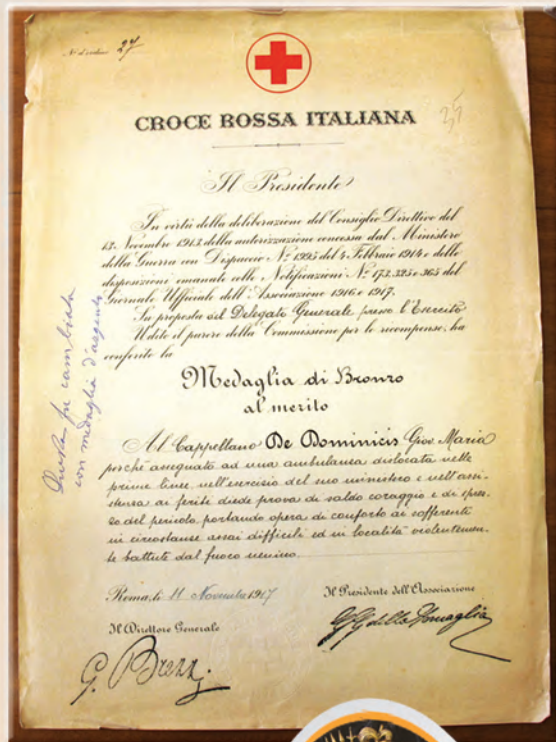 N.° d'ordine 27
CROCE ROSSA ITALIANA
35
Il Presidente
In virtù della deliberazione del Consiglio Direttivo del
13 Novembre 1913 della autorizzazione concessa dal Ministero
della Guerra con Dispaccio N.° 1995 del 4 Febbraio 1914 e delle
disposizioni emanate colle Notificazioni N.° 173.325 e 365 del
Giornale Ufficiale dell'Associazione 1916 e 1917.
Su proposta del Delegato Generale presso l'Esercito
Udito il parere della Commissione per le ricompense, ha
conferito la
Medaglia di Bronzo
al merito
Al Cappellano De Dominicis Giov. Maria
perchè assegnato ad una ambulanza dislocata nelle
prime linee, nell'esercizio del suo ministero e nell'assi-
stenza ai feriti diede prova di saldo coraggio e di sprez-
zo del pericolo, portando opera di conforto ai sofferenti
in circostanze assai difficili ed in località violentemen-
te battute dal fuoco nemico.
Roma, li 11 Novembre 1917
Il Presidente dell'Associazione
Il Direttore Generale
Questa fu cambiata
con medaglia d'argento